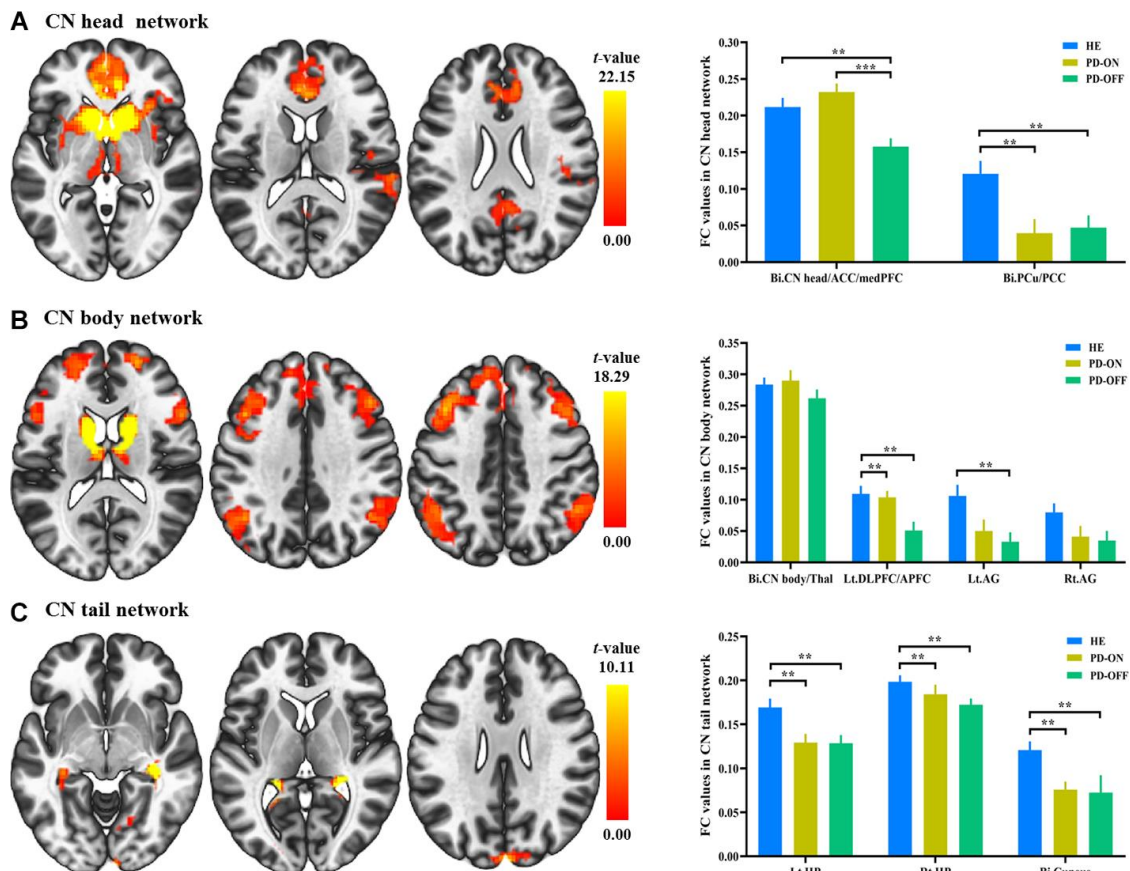 A CN head network
t-value
22.15
0.00
0.30
0.25
0.20
0.15
0.10
0.05
0.00
FC values in CN head network
HE
PD-ON
PD-OFF
**
***
**
**
Bi.CN head/ACC/medPFC
Bi.PCu/PCC
B CN body network
t-value
18.29
0.00
0.35
0.30
0.25
0.20
0.15
0.10
0.05
0.00
FC values in CN body network
HE
PD-ON
PD-OFF
**
**
**
Bi.CN body/Thal
Lt.DLPFC/APFC
Lt.AG
Rt.AG
C CN tail network
t-value
10.11
0.00
0.25
0.20
0.15
0.10
0.05
0.00
FC values in CN tail network
HE
PD-ON
PD-OFF
**
**
**
**
**
**